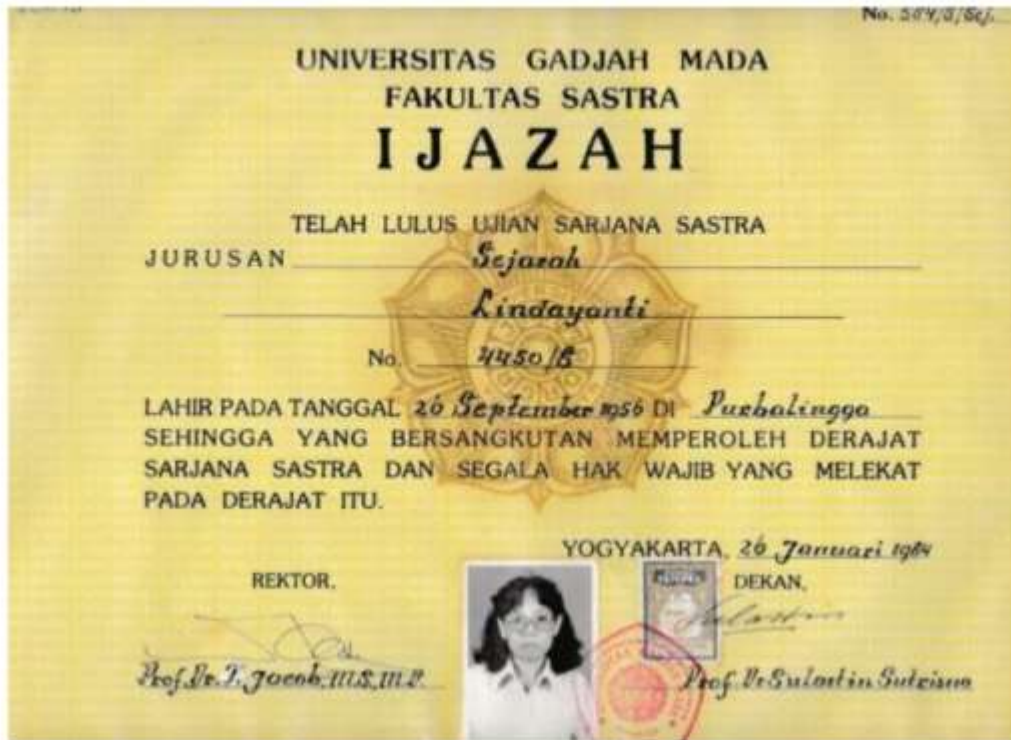 No. 504/S/Sej.
UNIVERSITAS GADJAH MADA
FAKULTAS SASTRA
IJAZAH
TELAH LULUS UJIAN SARJANA SASTRA
JURUSAN Sejarah
Lindayanti
No. 4450/B
LAHIR PADA TANGGAL 26 September 1956 DI Purbalingga
SEHINGGA YANG BERSANGKUTAN MEMPEROLEH DERAJAT
SARJANA SASTRA DAN SEGALA HAK WAJIB YANG MELEKAT
PADA DERAJAT ITU.
YOGYAKARTA, 26 Januari 1984
REKTOR, DEKAN,
Prof. Dr. T. Jacob, M.S, M.D. Prof. Dr Sulastin Sutrisno